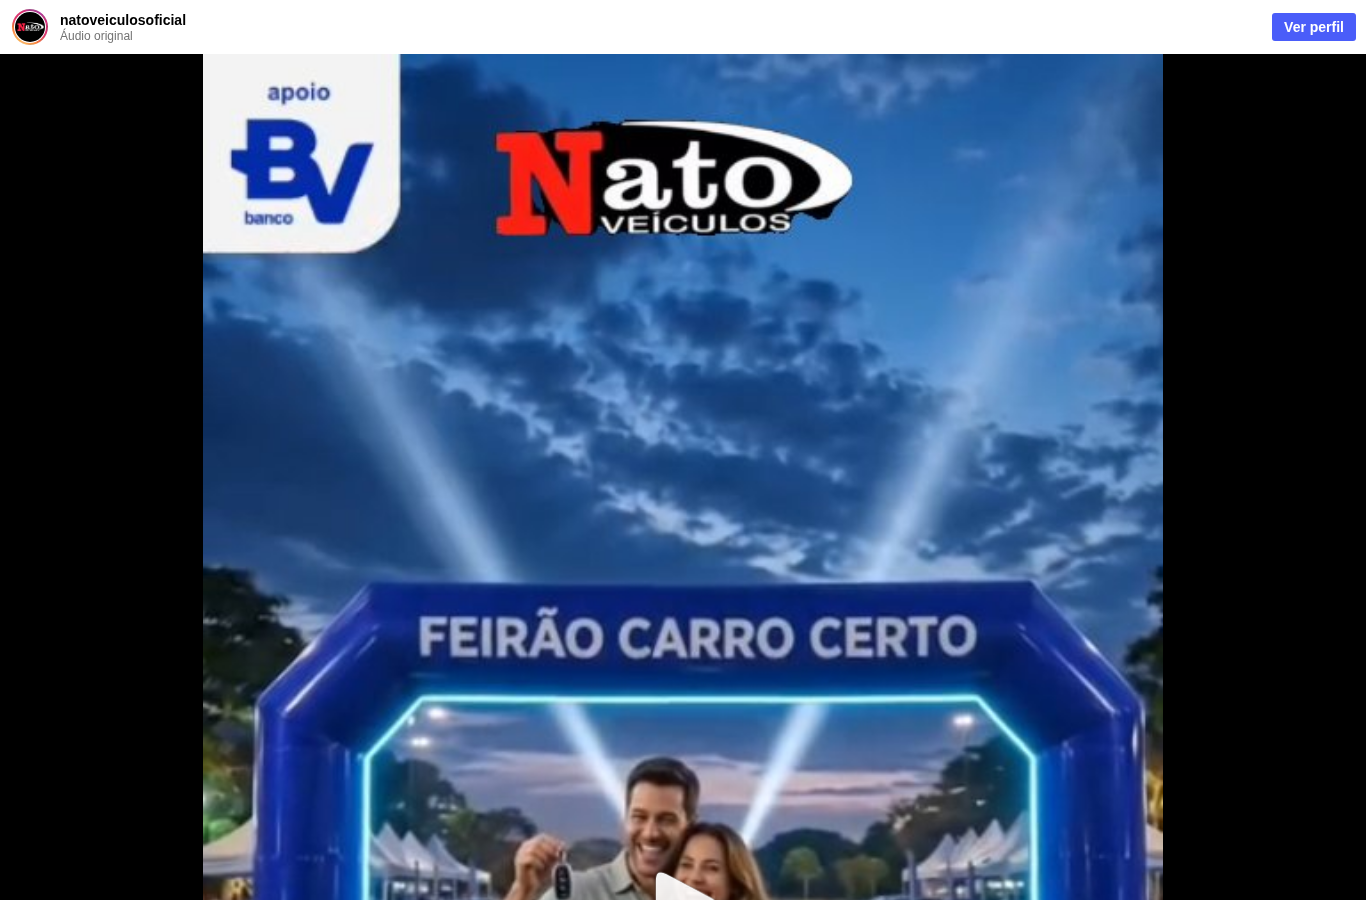 natoveiculosoficial
Áudio original
Ver perfil
apoio
BV
banco
Nato
VEÍCULOS
FEIRÃO CARRO CERTO